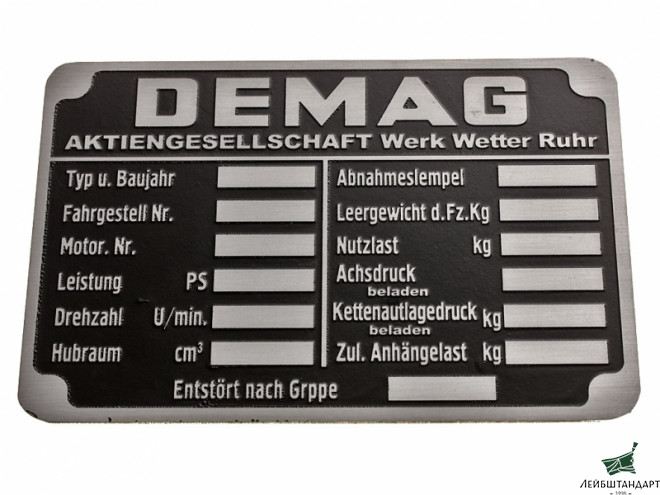 DEMAG
AKTIENGESELLSCHAFT Werk Wetter Ruhr
Typ u. Baujahr
Fahrgestell Nr.
Motor. Nr.
Leistung PS
Drehzahl U/min.
Hubraum cm³
Abnahmeslempel
Leergewicht d.Fz.Kg
Nutzlast kg
Achsdruck
beladen
Kettenautlagedruck kg
beladen
Zul. Anhängelast kg
Entstört nach Grppe
ЛЕЙБШТАНДАРТ